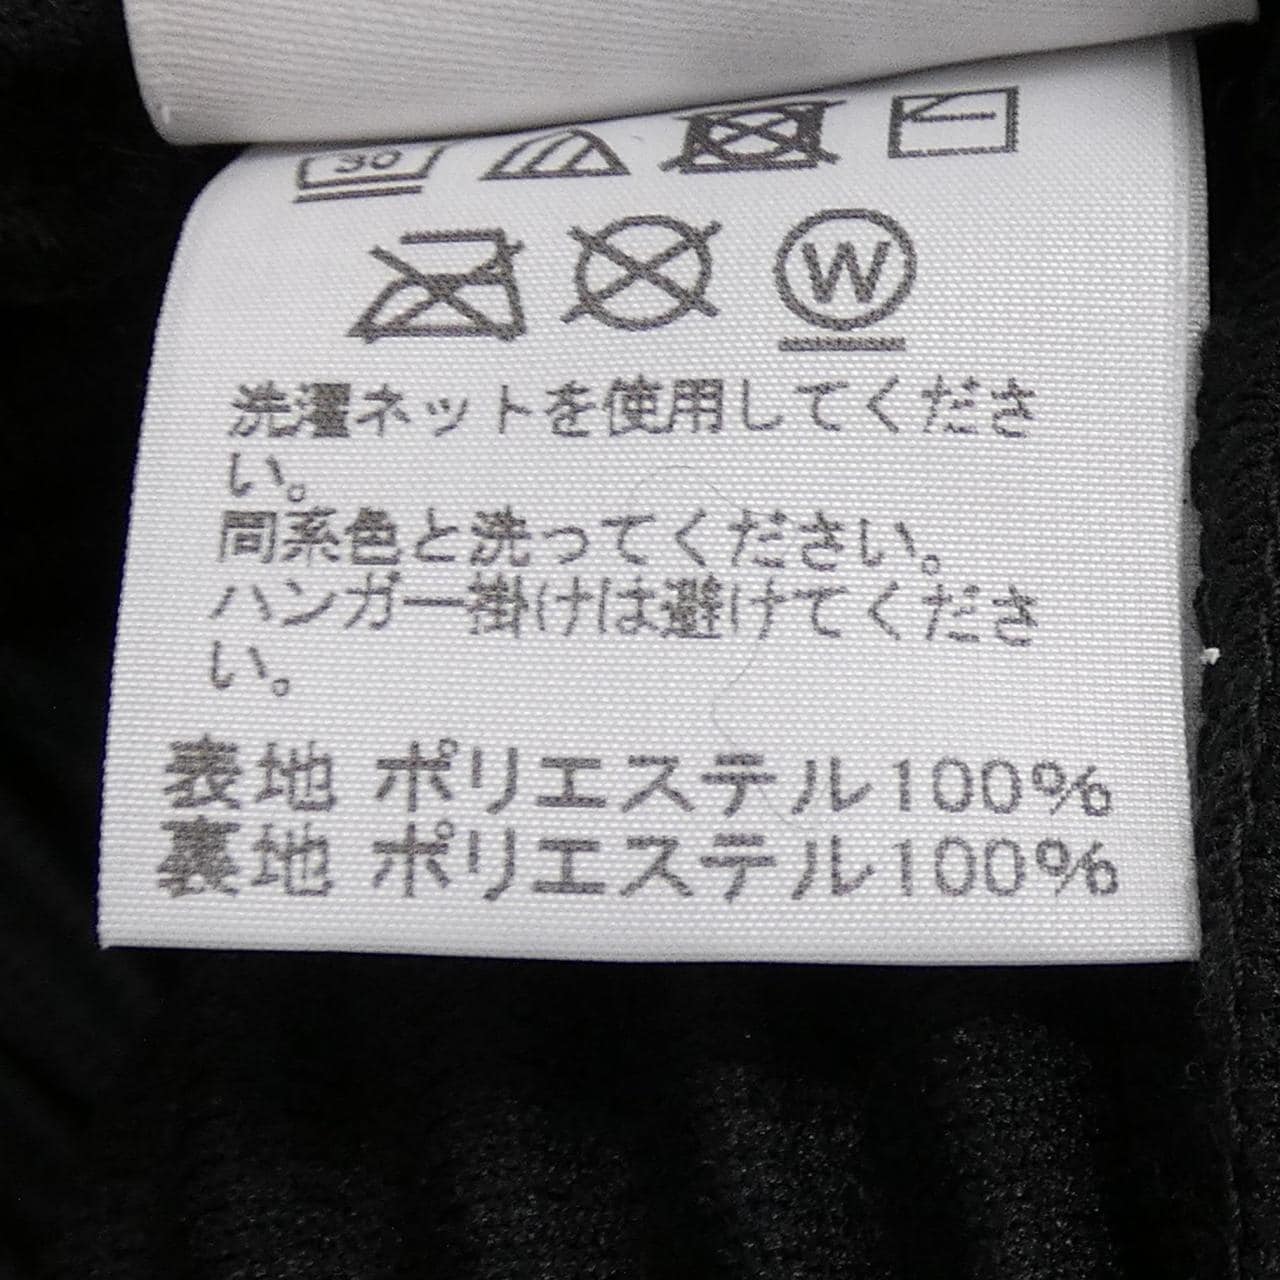 30
W
洗濯ネットを使用してくださ
い。
同系色と洗ってください。
ハンガー掛けは避けてくださ
い。
表地 ポリエステル100%
裏地 ポリエステル100%